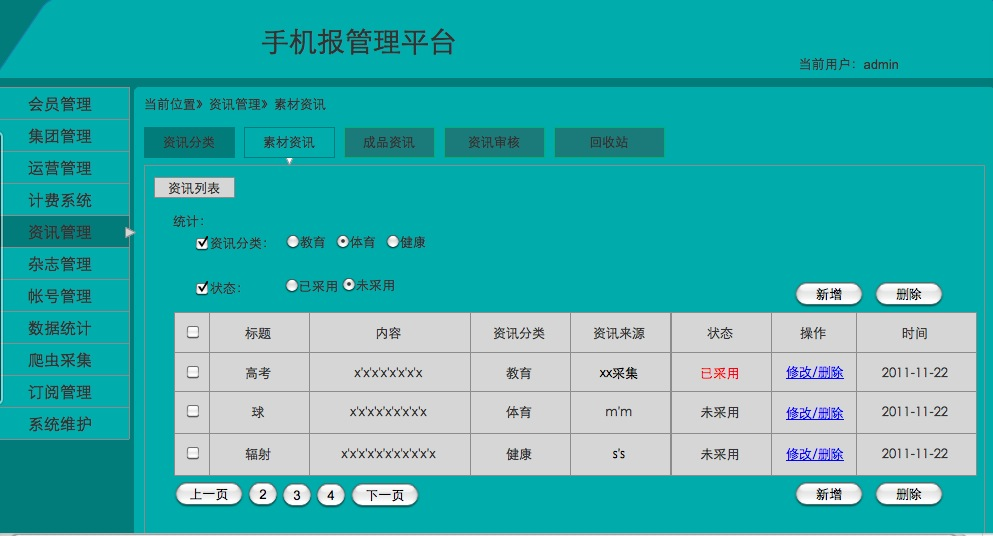 手机报管理平台
当前用户：admin
会员管理
集团管理
运营管理
计费系统
资讯管理
杂志管理
帐号管理
数据统计
爬虫采集
订阅管理
系统维护
当前位置》 资讯管理》 素材资讯
资讯分类 素材资讯 成品资讯 资讯审核 回收站
资讯列表
统计：
资讯分类： 教育 体育 健康
状态： 已采用 未采用
新增 删除
标题 内容 资讯分类 资讯来源 状态 操作 时间
高考 x'x'x'x'x'x'x 教育 xx采集 已采用 修改/删除 2011-11-22
球 x'x'x'x'x'x'x'x 体育 m'm 未采用 修改/删除 2011-11-22
辐射 x'x'x'x'x'x'x'x'x'x 健康 s's 未采用 修改/删除 2011-11-22
上一页 2 3 4 下一页 新增 删除